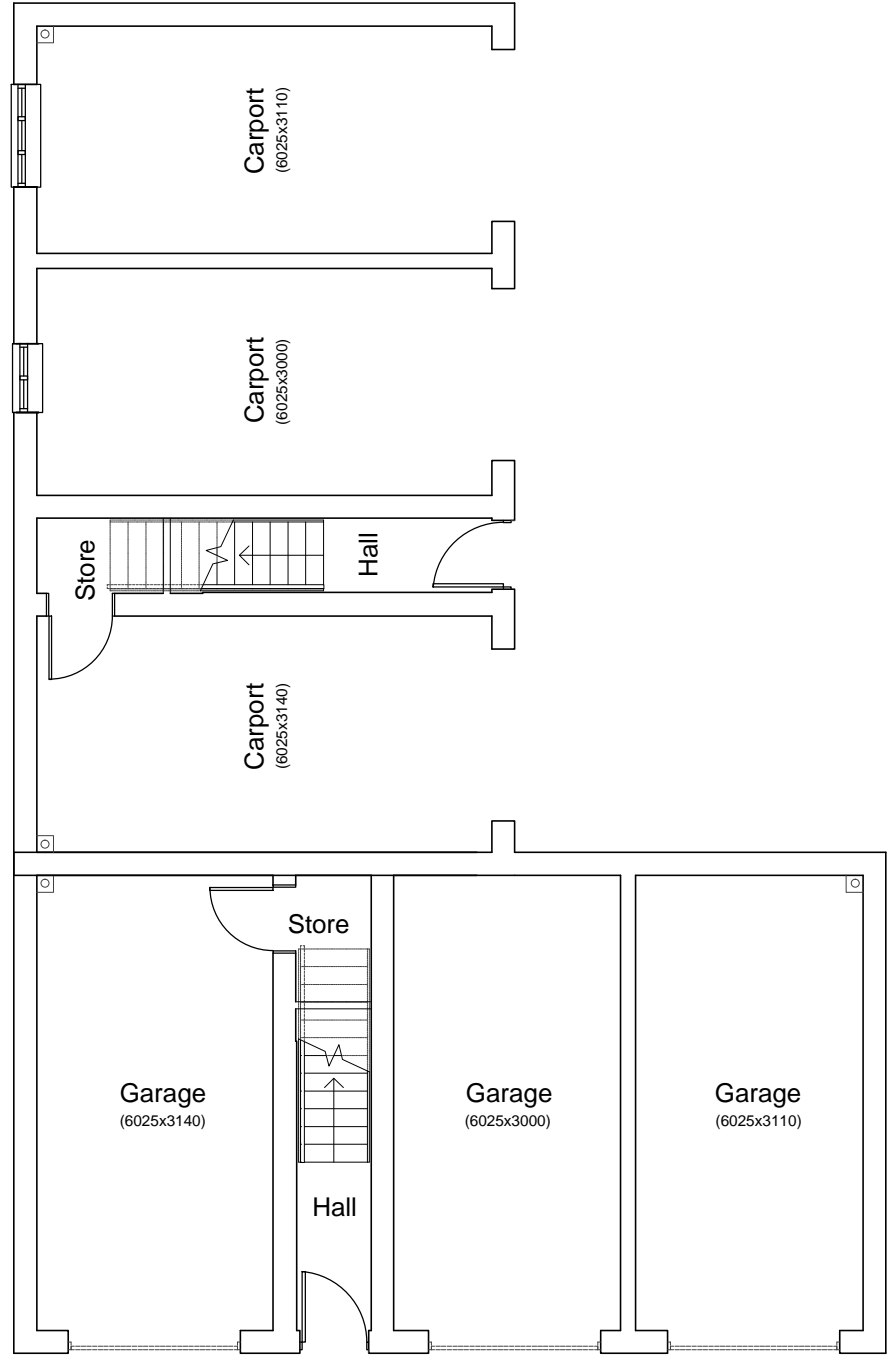 Carport
(6025x3110)
Carport
(6025x3000)
Store
Hall
Carport
(6025x3140)
Store
Garage
(6025x3140)
Garage
(6025x3000)
Garage
(6025x3110)
Hall